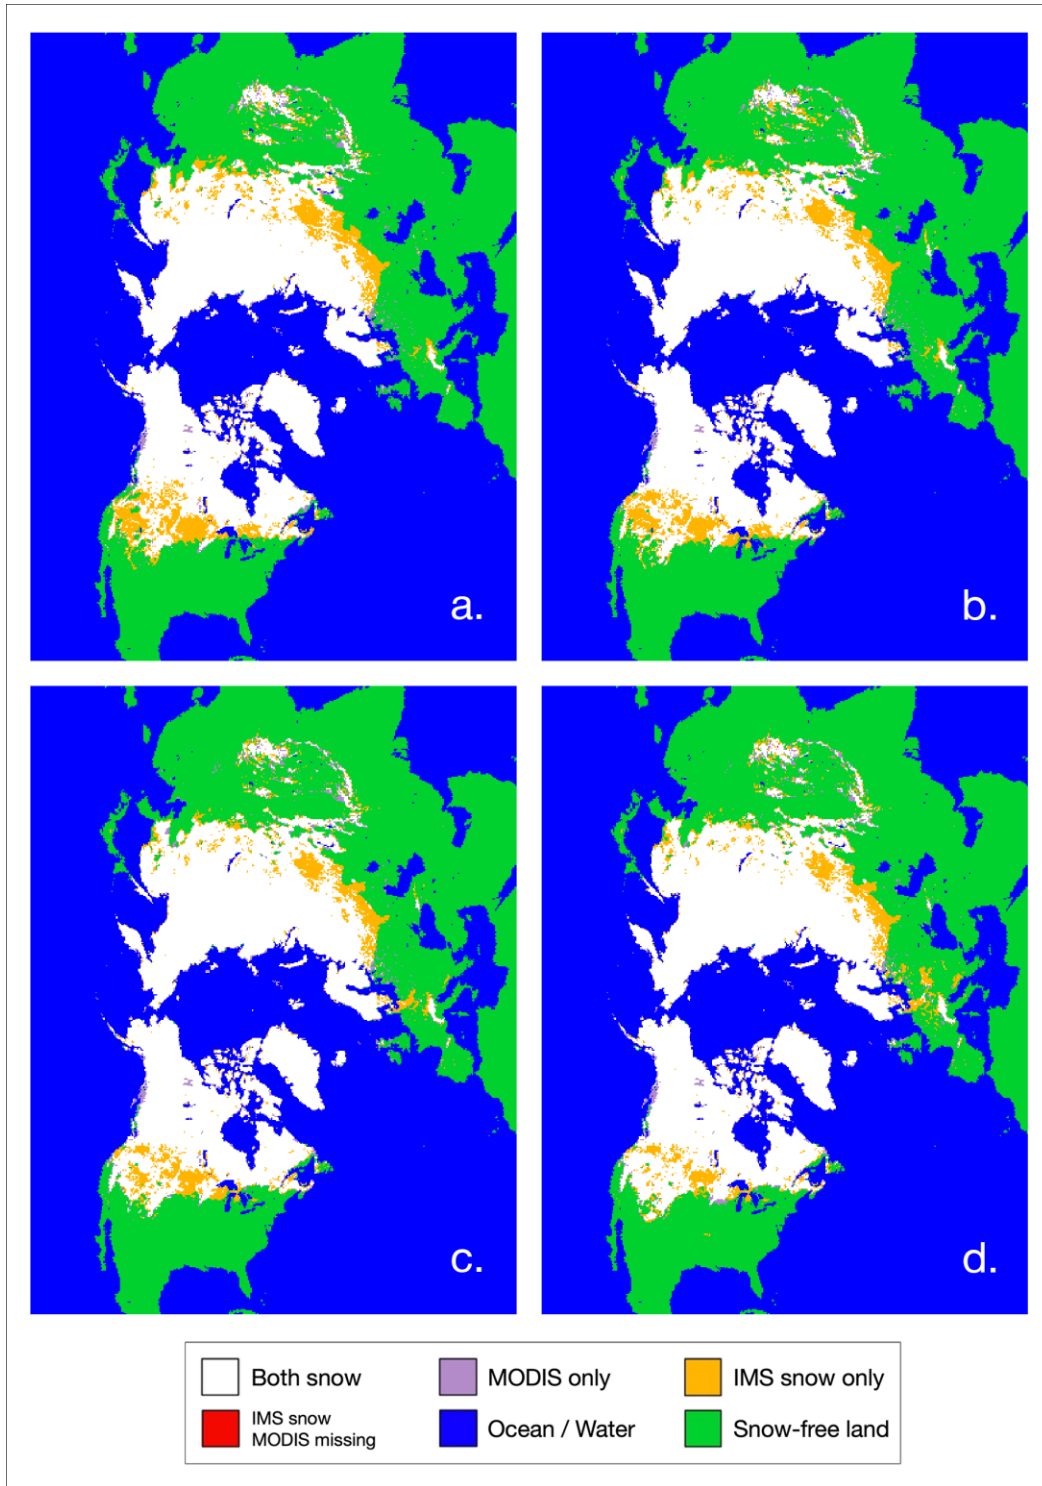 a.
b.
c.
d.
Both snow
MODIS only
IMS snow only
IMS snow
MODIS missing
Ocean / Water
Snow-free land